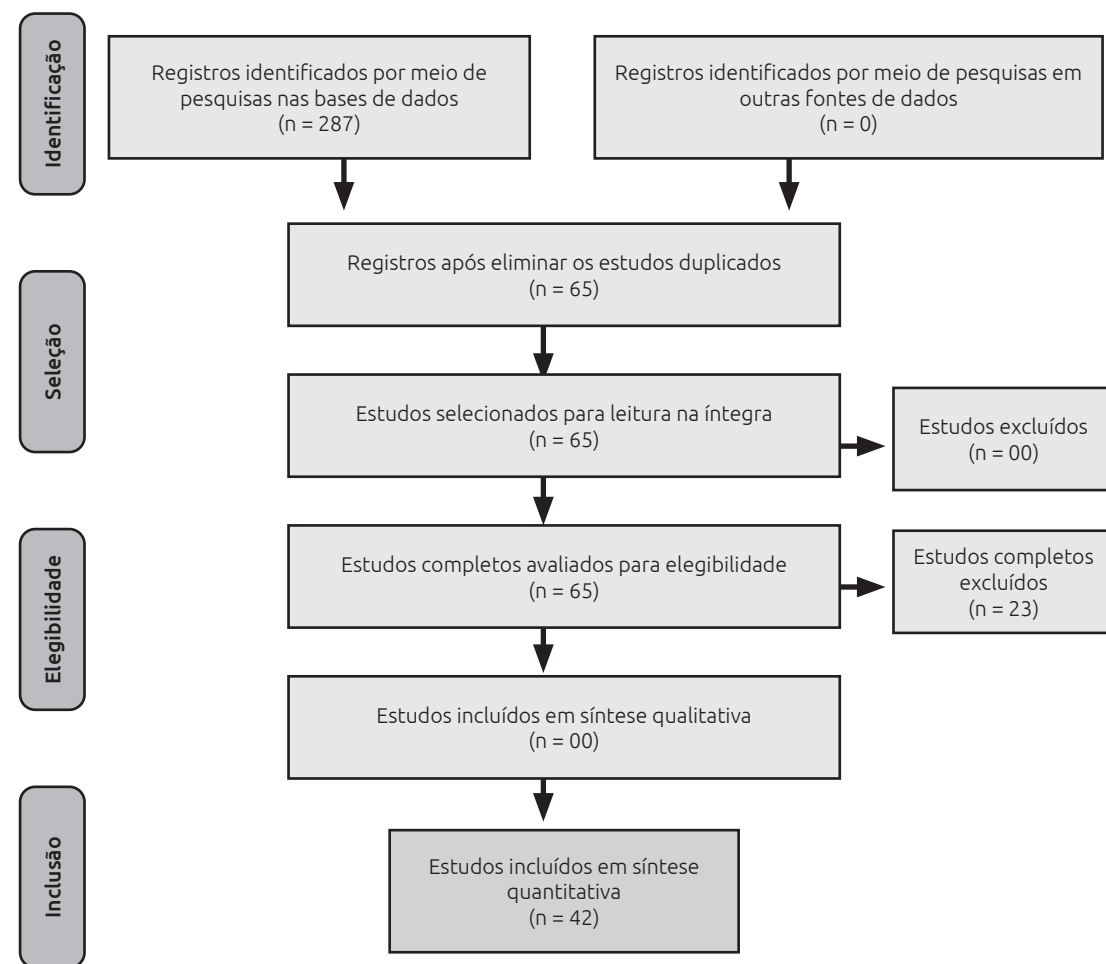 Identificação
Registros identificados por meio de
pesquisas nas bases de dados
(n = 287)
Registros identificados por meio de pesquisas em
outras fontes de dados
(n = 0)
Seleção
Registros após eliminar os estudos duplicados
(n = 65)
Estudos selecionados para leitura na íntegra
(n = 65)
Estudos excluídos
(n = 00)
Elegibilidade
Estudos completos avaliados para elegibilidade
(n = 65)
Estudos completos
excluídos
(n = 23)
Estudos incluídos em síntese qualitativa
(n = 00)
Inclusão
Estudos incluídos em síntese
quantitativa
(n = 42)